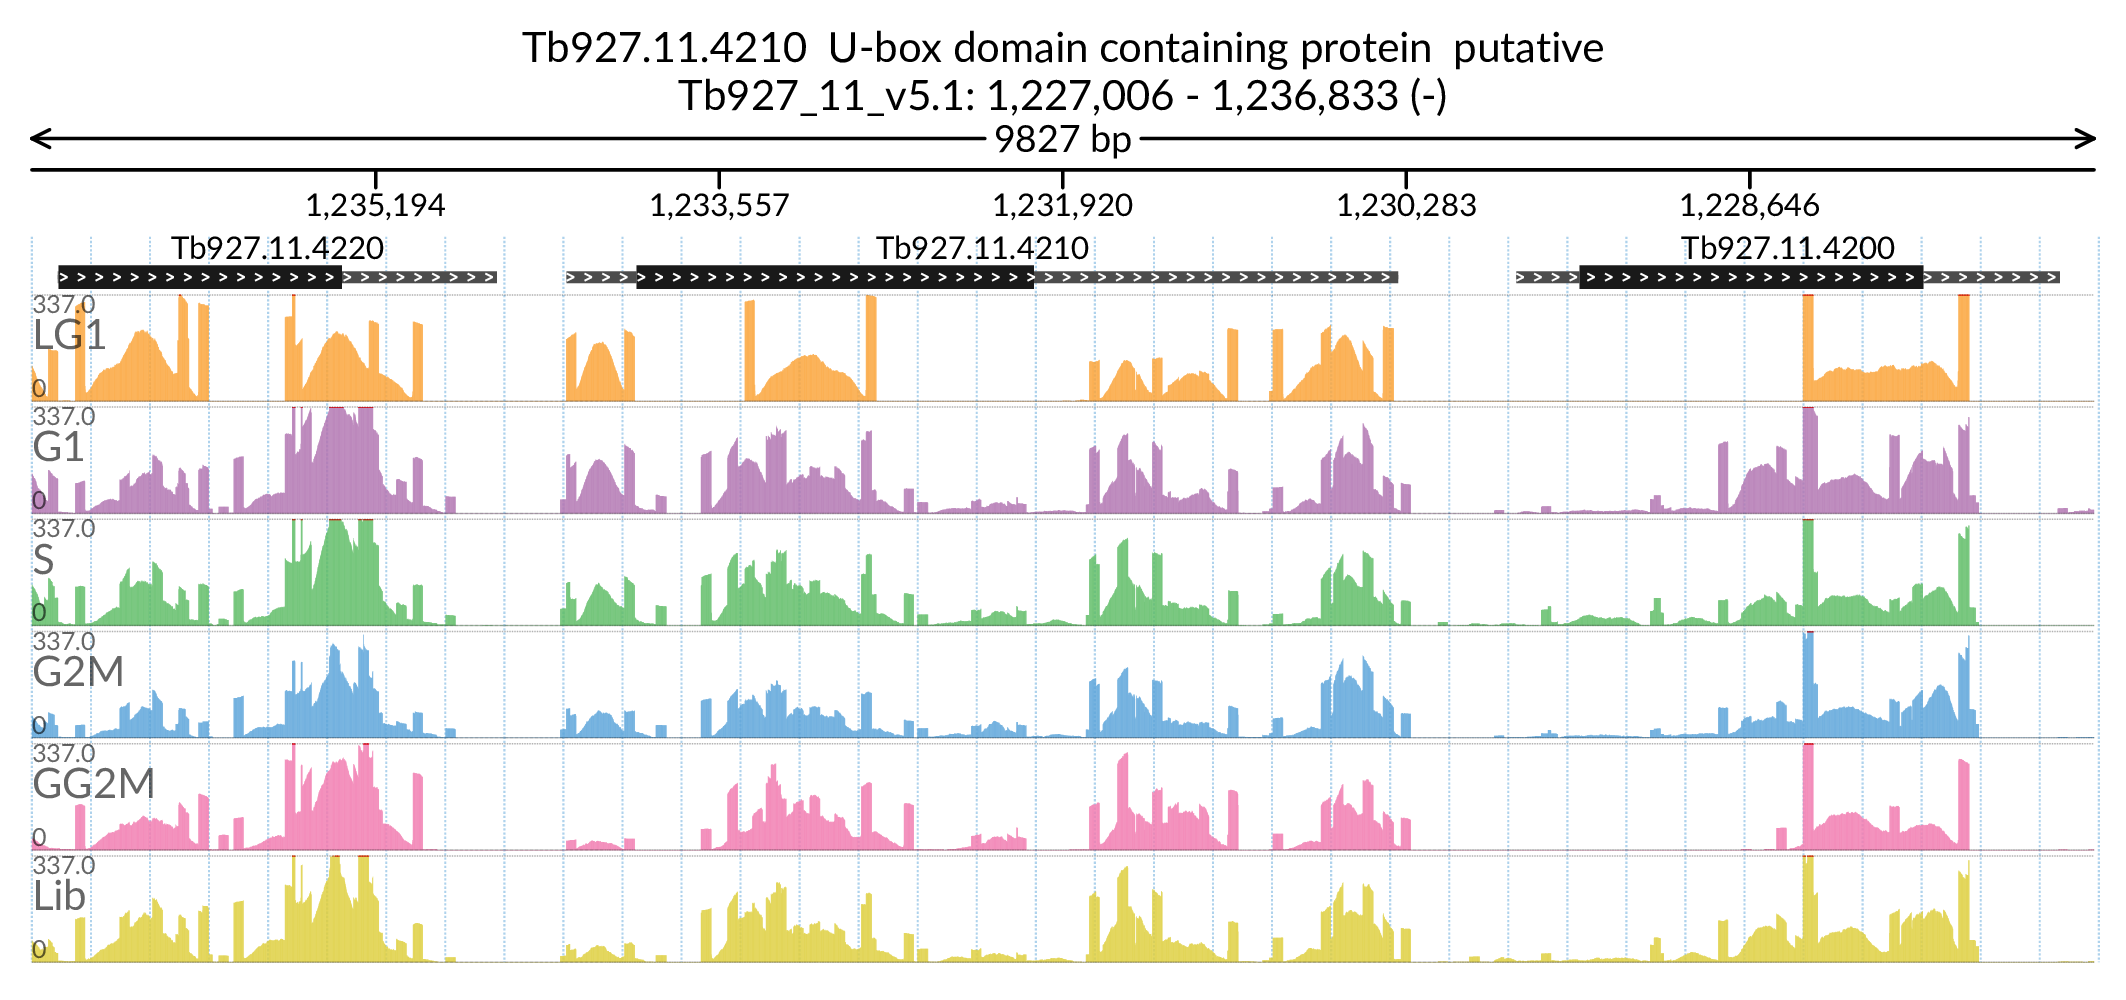 Tb927.11.4210  U-box domain containing protein  putative
Tb927_11_v5.1: 1,227,006 - 1,236,833 (-)
9827 bp
1,235,194 1,233,557 1,231,920 1,230,283 1,228,646
Tb927.11.4220 Tb927.11.4210 Tb927.11.4200
337.0
LG1
0
337.0
G1
0
337.0
S
0
337.0
G2M
0
337.0
GG2M
0
337.0
Lib
0